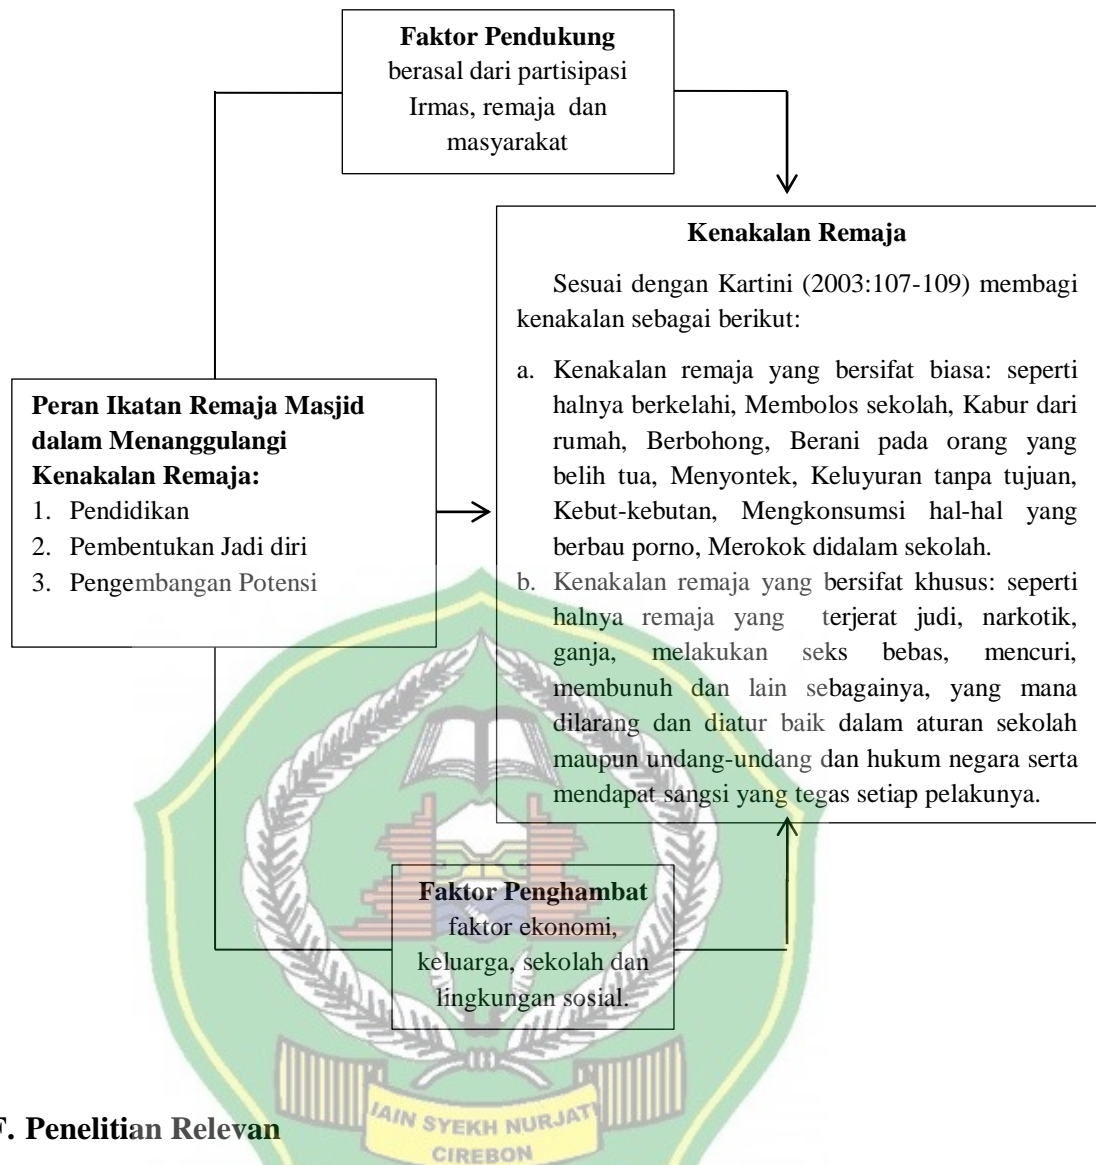 Faktor Pendukung
berasal dari partisipasi
Irmas, remaja dan
masyarakat
Kenakalan Remaja
Sesuai dengan Kartini (2003:107-109) membagi
kenakalan sebagai berikut:
a. Kenakalan remaja yang bersifat biasa: seperti
halnya berkelahi, Membolos sekolah, Kabur dari
rumah, Berbohong, Berani pada orang yang
belih tua, Menyontek, Keluyuran tanpa tujuan,
Kebut-kebutan, Mengkonsumsi hal-hal yang
berbau porno, Merokok didalam sekolah.
b. Kenakalan remaja yang bersifat khusus: seperti
halnya remaja yang terjerat judi, narkotik,
ganja, melakukan seks bebas, mencuri,
membunuh dan lain sebagainya, yang mana
dilarang dan diatur baik dalam aturan sekolah
maupun undang-undang dan hukum negara serta
mendapat sangsi yang tegas setiap pelakunya.
Peran Ikatan Remaja Masjid
dalam Menanggulangi
Kenakalan Remaja:
1. Pendidikan
2. Pembentukan Jadi diri
3. Pengembangan Potensi
Faktor Penghambat
faktor ekonomi,
keluarga, sekolah dan
lingkungan sosial.
IAIN SYEKH NURJATI
CIREBON
F. Penelitian Relevan